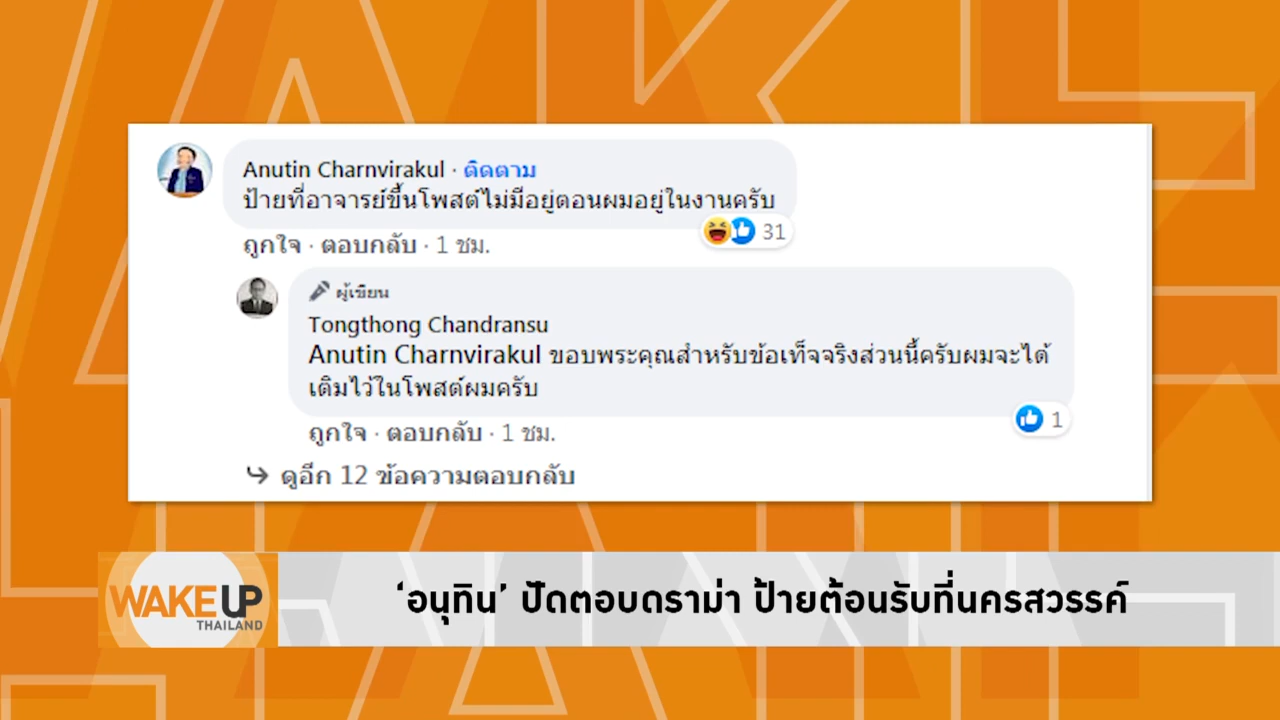 Anutin Charnvirakul · ติดตาม
ป้ายที่อาจารย์ขึ้นโพสต์ไม่มีอยู่ตอนผมอยู่ในงานครับ
31
ถูกใจ · ตอบกลับ · 1 ชม.
ผู้เขียน
Tongthong Chandransu
Anutin Charnvirakul ขอบพระคุณสำหรับข้อเท็จจริงส่วนนี้ครับผมจะได้
เติมไว้ในโพสต์ผมครับ
1
ถูกใจ · ตอบกลับ · 1 ชม.
ดูอีก 12 ข้อความตอบกลับ
WAKE UP
THAILAND
‘อนุทิน’ ปัดตอบดราม่า ป้ายต้อนรับที่นครสวรรค์